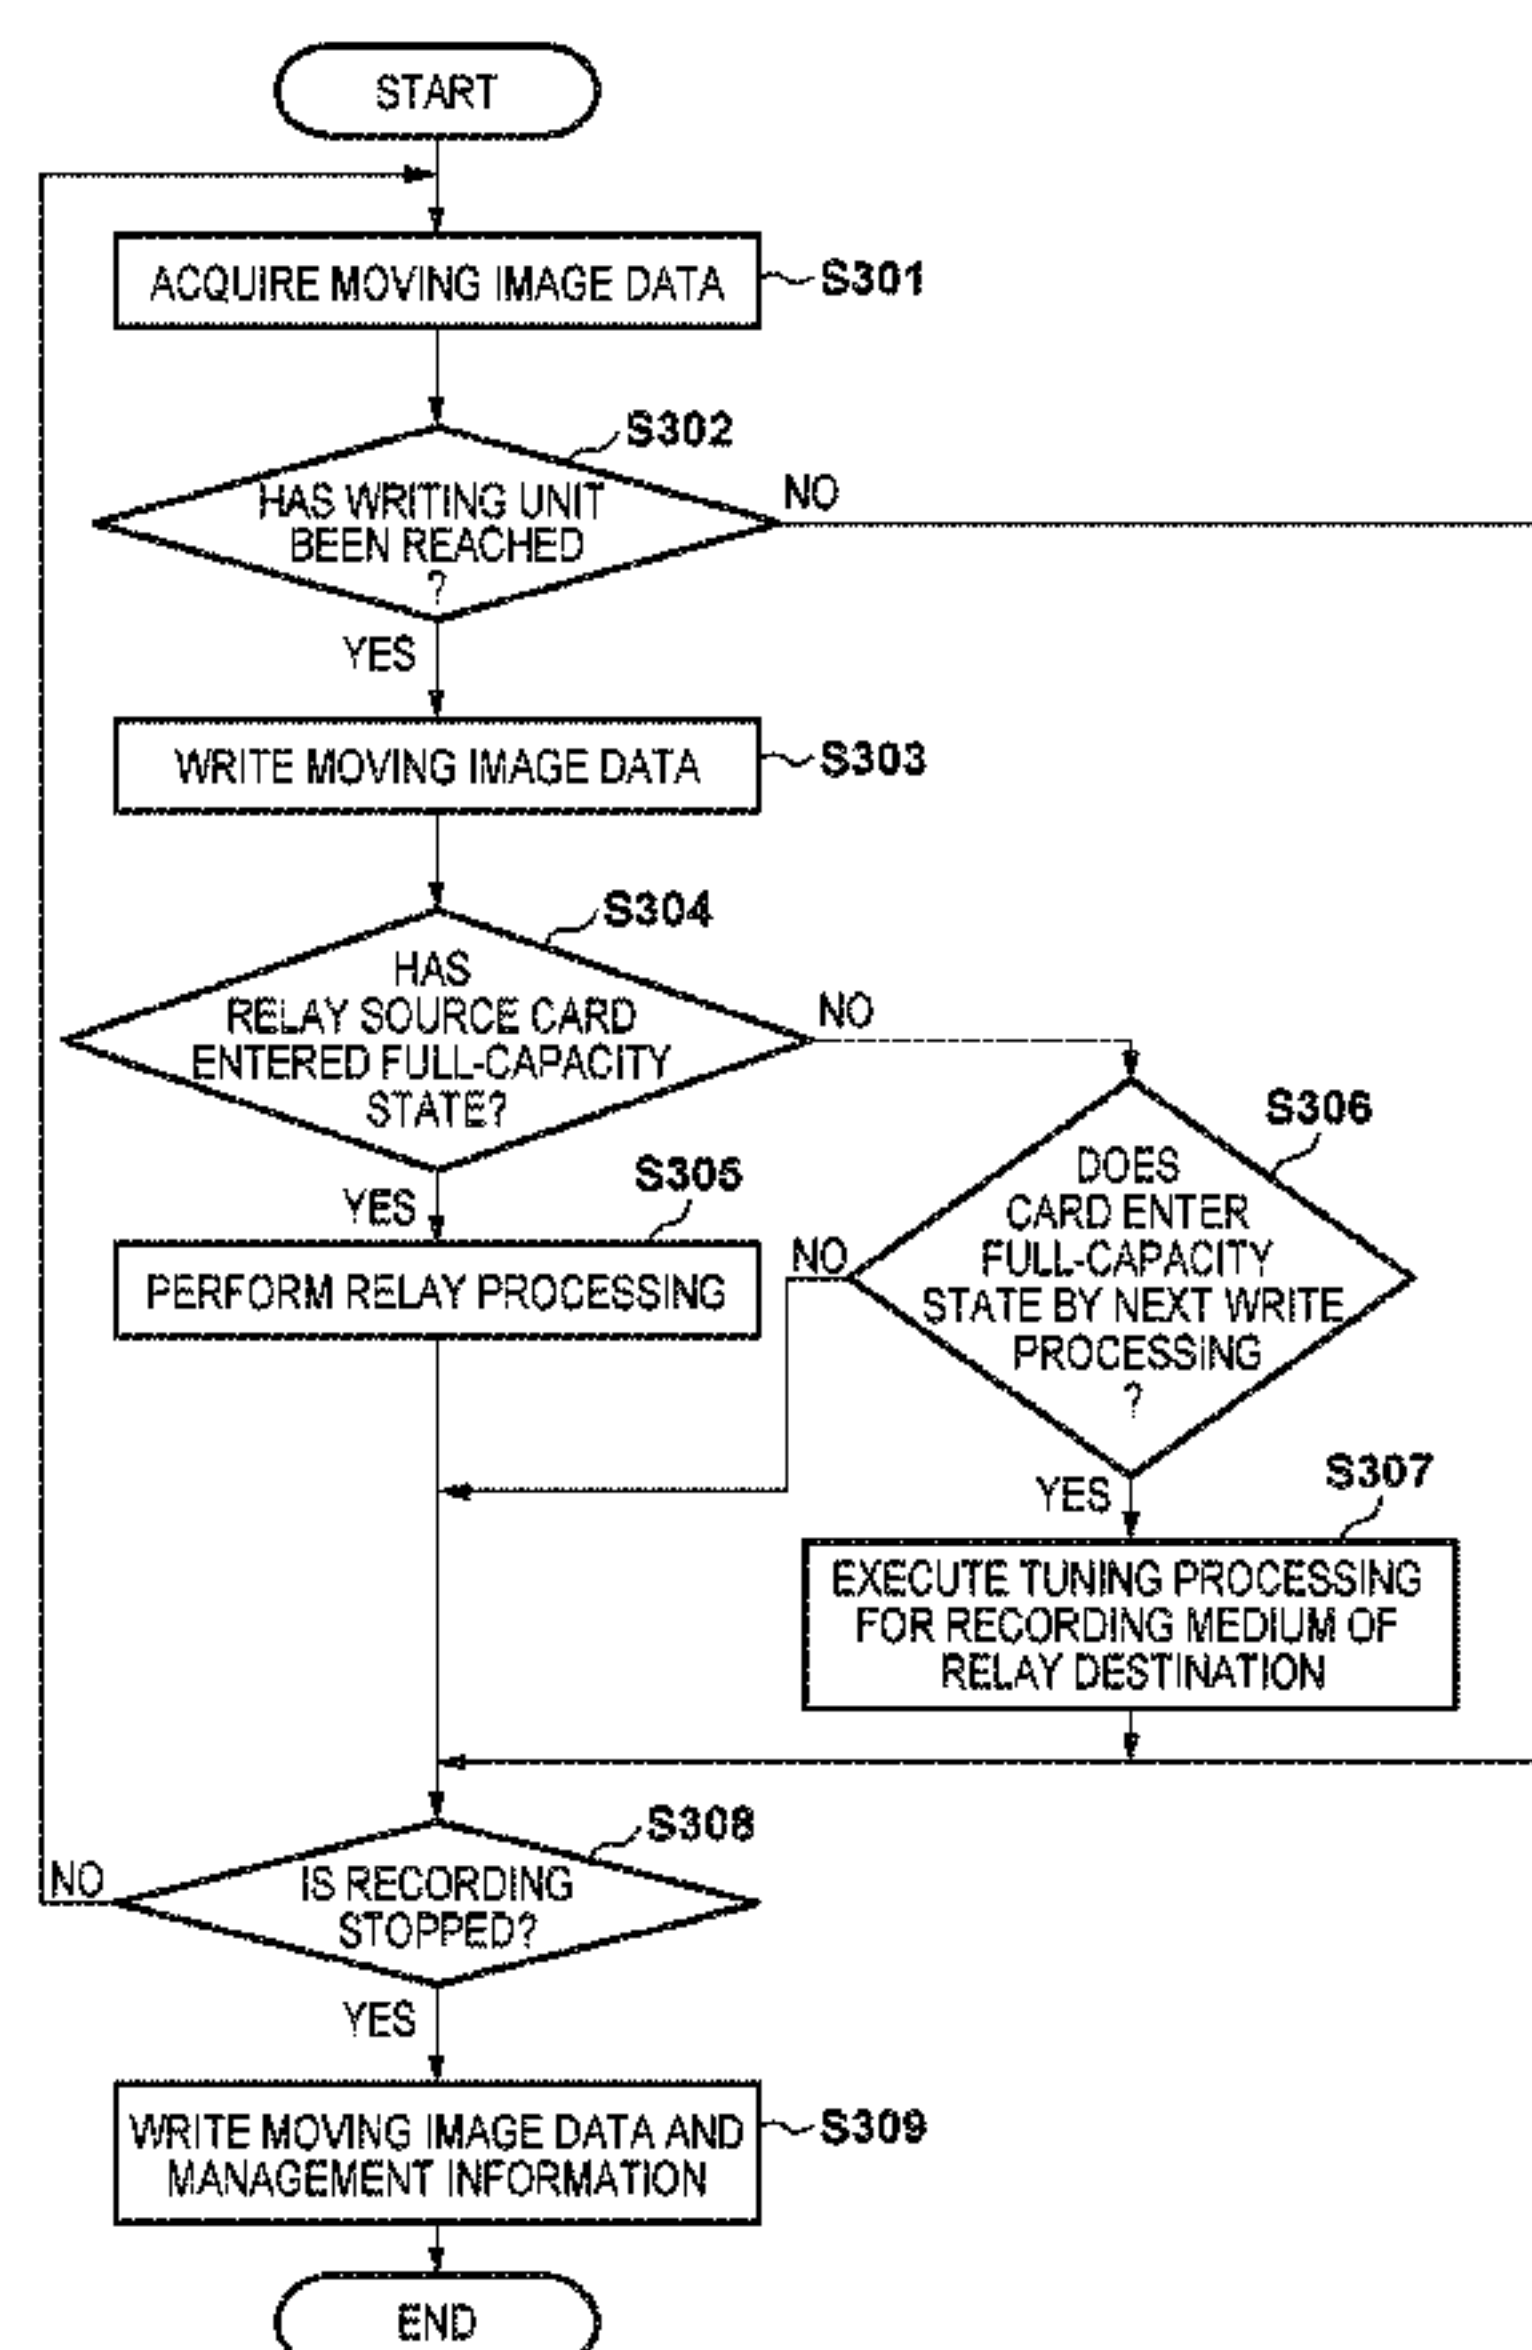 START
ACQUIRE MOVING IMAGE DATA
S301
S302
HAS WRITING UNIT
BEEN REACHED
?
NO
YES
WRITE MOVING IMAGE DATA
S303
S304
HAS
RELAY SOURCE CARD
ENTERED FULL-CAPACITY
STATE?
NO
YES
S305
PERFORM RELAY PROCESSING
S306
DOES
CARD ENTER
FULL-CAPACITY
STATE BY NEXT WRITE
PROCESSING
?
NO
YES
S307
EXECUTE TUNING PROCESSING
FOR RECORDING MEDIUM OF
RELAY DESTINATION
S308
IS RECORDING
STOPPED?
NO
YES
WRITE MOVING IMAGE DATA AND
MANAGEMENT INFORMATION
S309
END